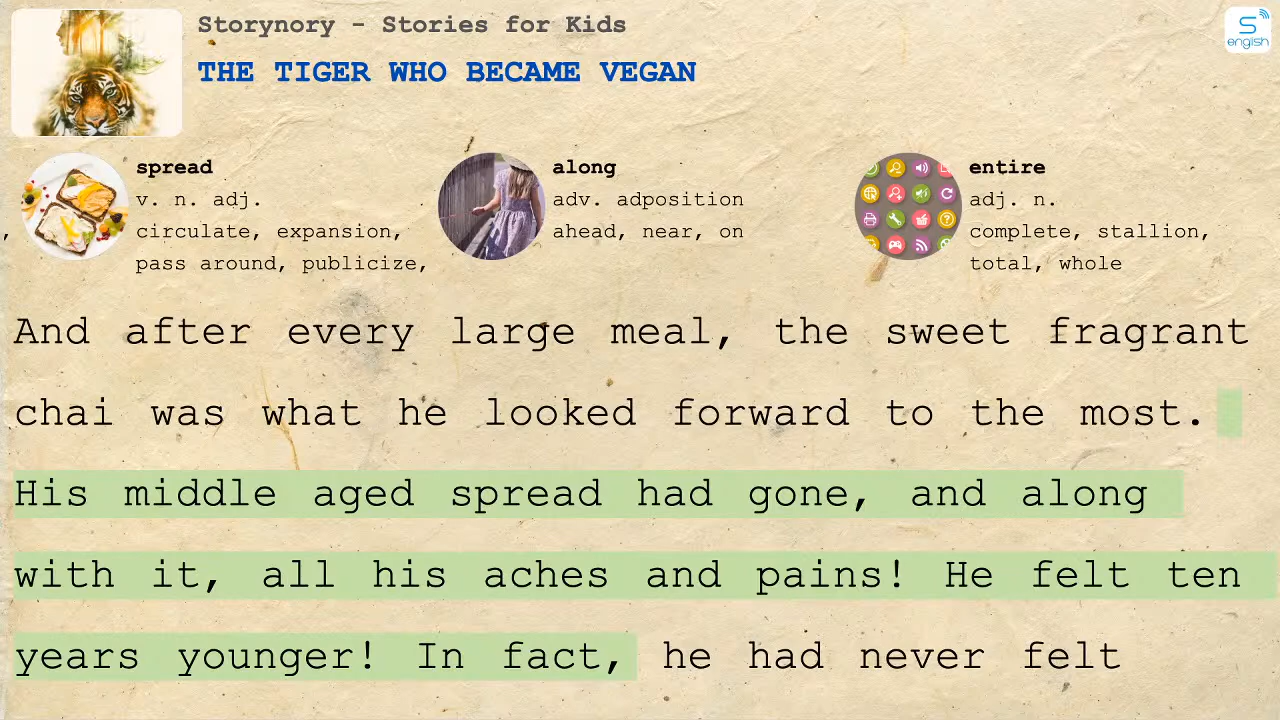 Storynory - Stories for Kids
THE TIGER WHO BECAME VEGAN
S
english
spread
v. n. adj.
circulate, expansion,
pass around, publicize,
along
adv. adposition
ahead, near, on
entire
adj. n.
complete, stallion,
total, whole
And after every large meal, the sweet fragrant
chai was what he looked forward to the most.
His middle aged spread had gone, and along
with it, all his aches and pains! He felt ten
years younger! In fact, he had never felt